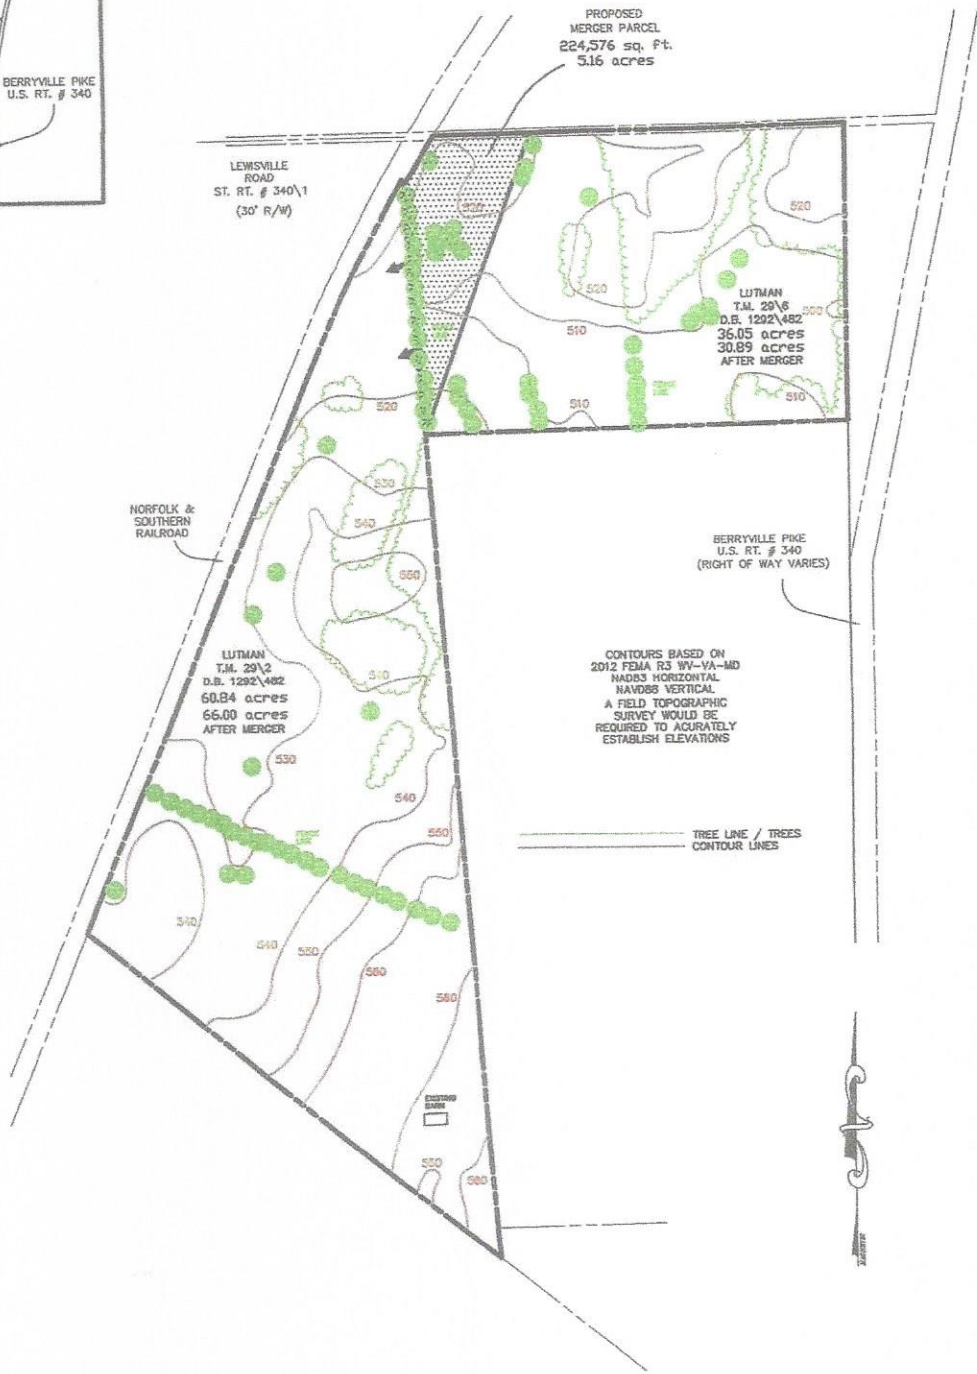 PROPOSED
MERGER PARCEL
224,576 sq. ft.
5.16 acres
BERRYVILLE PIKE
U.S. RT. # 340
LEWISVILLE
ROAD
ST. RT. # 340\1
(30' R/W)
520
520
520
510
LUTMAN
T.M. 29\6
D.B. 1292\482
36.05 acres
30.89 acres
AFTER MERGER
500
510
510
520
530
540
550
NORFOLK &
SOUTHERN
RAILROAD
BERRYVILLE PIKE
U.S. RT. # 340
(RIGHT OF WAY VARIES)
LUTMAN
T.M. 29\2
D.B. 1292\482
60.84 acres
66.00 acres
AFTER MERGER
540
CONTOURS BASED ON
2012 FEMA R3 WV-VA-MD
NAD83 HORIZONTAL
NAVD88 VERTICAL
A FIELD TOPOGRAPHIC
SURVEY WOULD BE
REQUIRED TO ACURATELY
ESTABLISH ELEVATIONS
530
540
550
TREE LINE / TREES
CONTOUR LINES
540
540
550
560
EXISTING
BARN